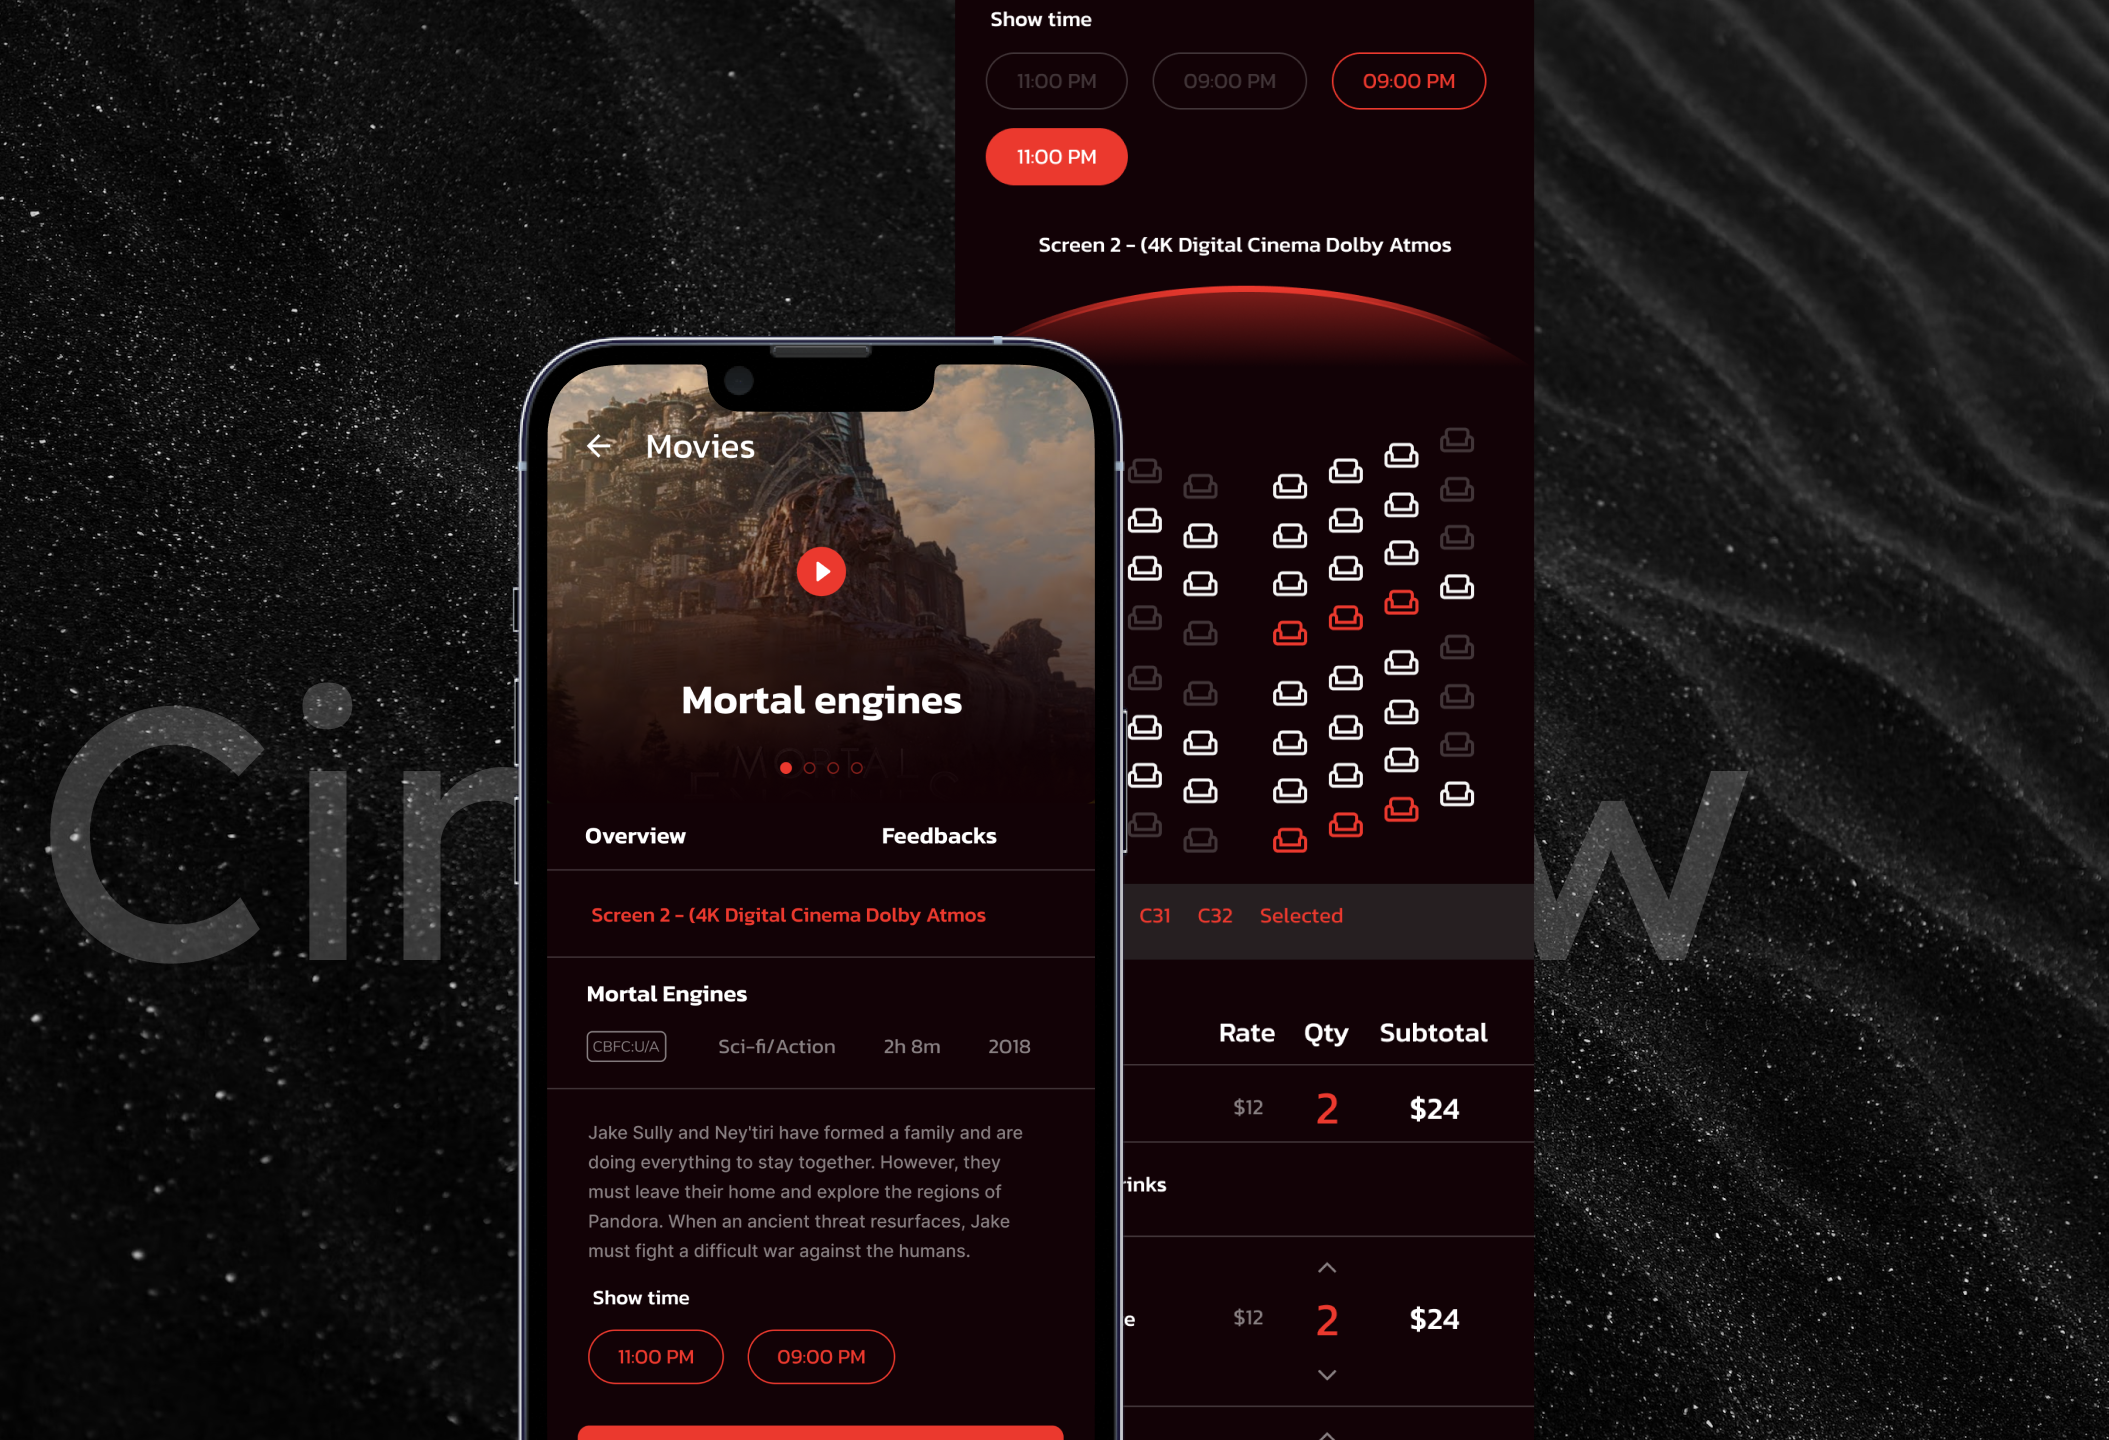 Show time
11:00 PM 09:00 PM 09:00 PM
11:00 PM
Screen 2 - (4K Digital Cinema Dolby Atmos
Movies
Mortal engines
MORTAL
Overview Feedbacks
Screen 2 - (4K Digital Cinema Dolby Atmos
Mortal Engines
CBFC:U/A Sci-fi/Action 2h 8m 2018
Jake Sully and Ney'tiri have formed a family and are
doing everything to stay together. However, they
must leave their home and explore the regions of
Pandora. When an ancient threat resurfaces, Jake
must fight a difficult war against the humans.
Show time
11:00 PM 09:00 PM
C31 C32 Selected
Rate Qty Subtotal
$12 2 $24
rinks
e $12 2 $24
Cin
w